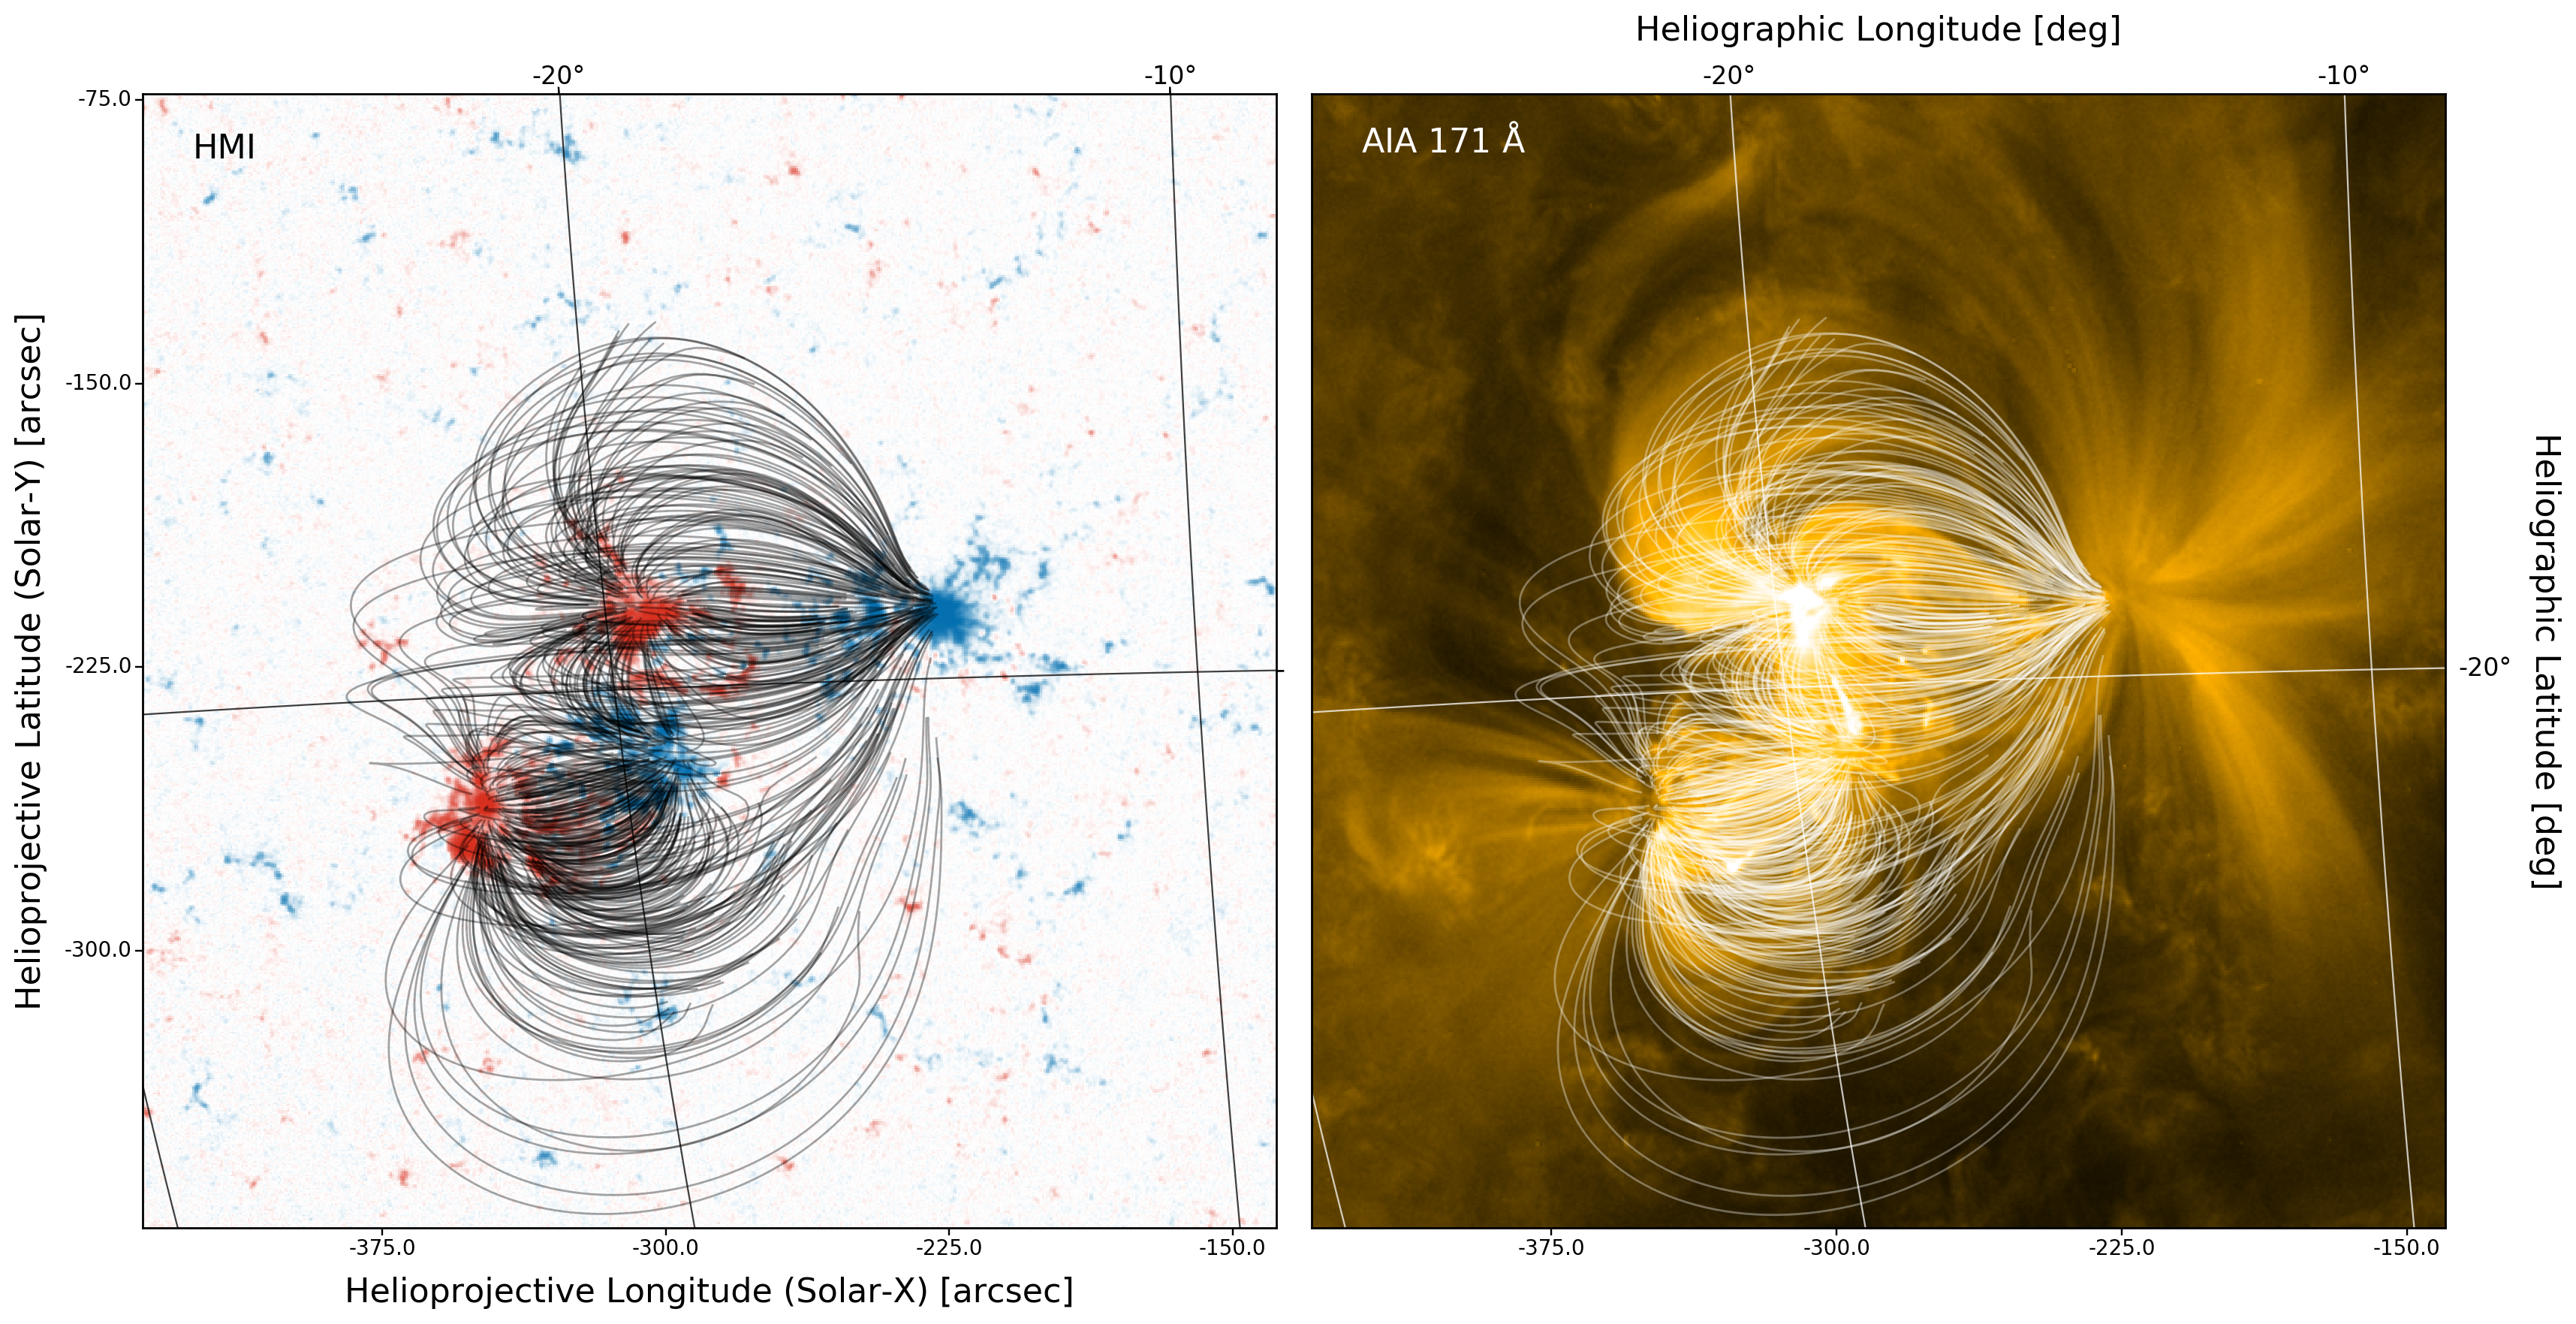 Heliographic Longitude [deg]
-20°
-10°
-20°
-10°
-75.0
-150.0
-225.0
-300.0
Helioprojective Latitude (Solar-Y) [arcsec]
HMI
AIA 171 Å
-20°
Heliographic Latitude [deg]
-375.0
-300.0
-225.0
-150.0
-375.0
-300.0
-225.0
-150.0
Helioprojective Longitude (Solar-X) [arcsec]